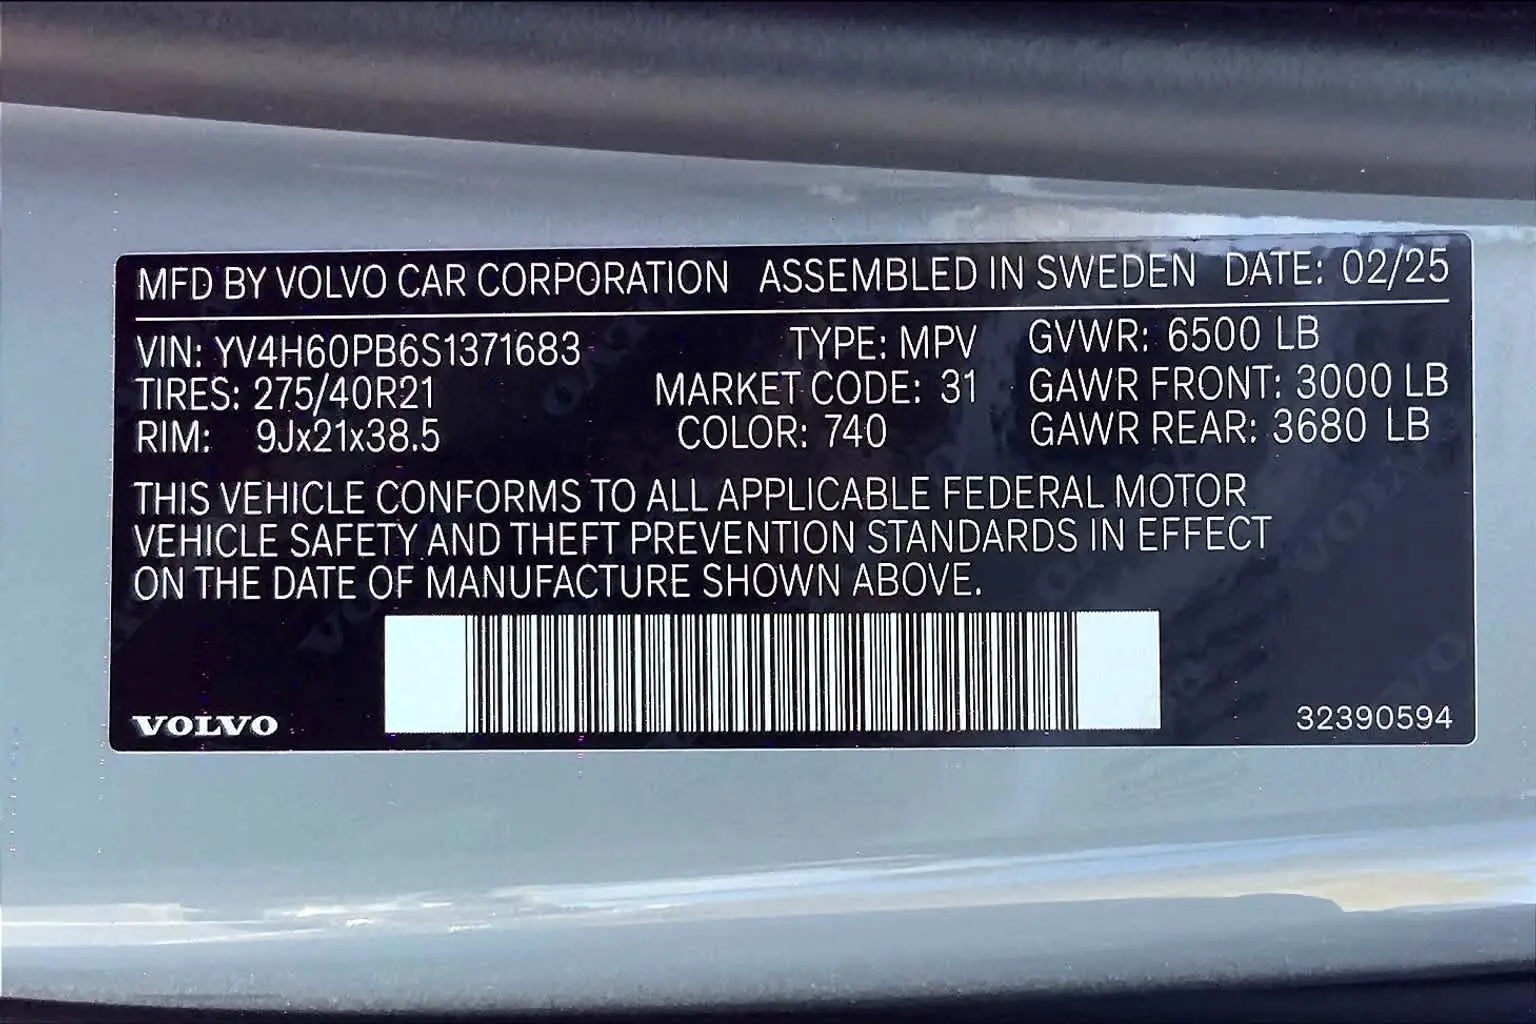 MFD BY VOLVO CAR CORPORATION ASSEMBLED IN SWEDEN DATE: 02/25
VIN: YV4H60PB6S1371683 TYPE: MPV GVWR: 6500 LB
TIRES: 275/40R21 MARKET CODE: 31 GAWR FRONT: 3000 LB
RIM: 9Jx21x38.5 COLOR: 740 GAWR REAR: 3680 LB
THIS VEHICLE CONFORMS TO ALL APPLICABLE FEDERAL MOTOR
VEHICLE SAFETY AND THEFT PREVENTION STANDARDS IN EFFECT
ON THE DATE OF MANUFACTURE SHOWN ABOVE.
VOLVO 32390594